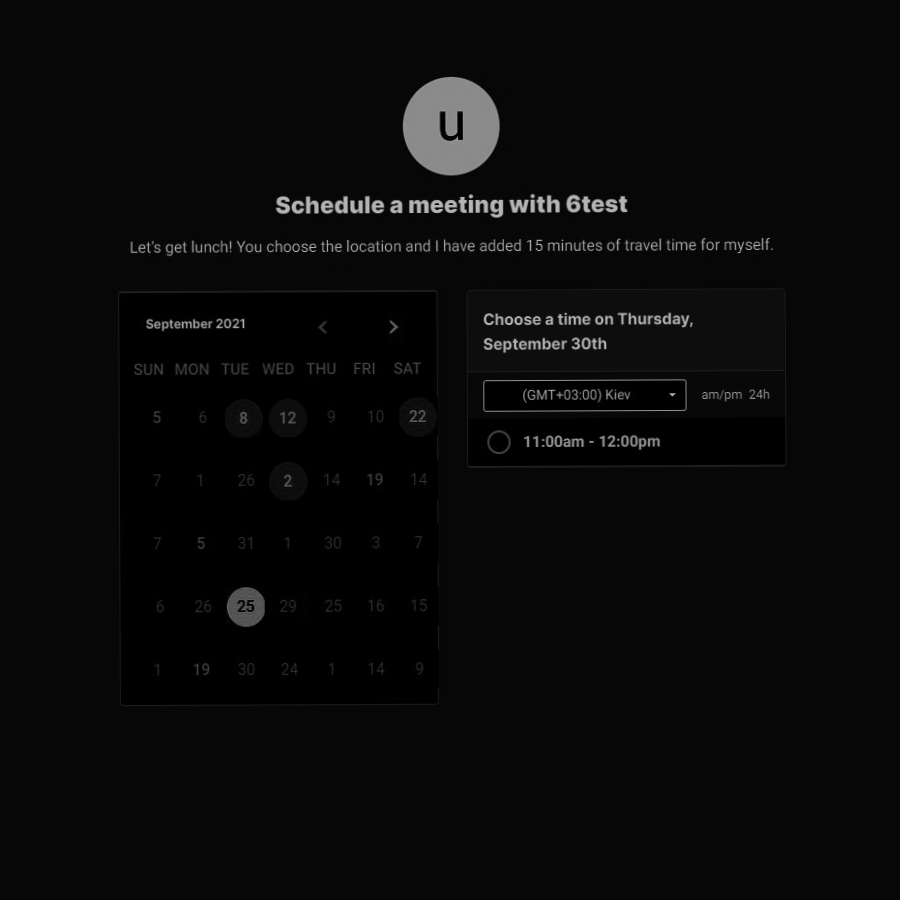 u
Schedule a meeting with 6test
Let's get lunch! You choose the location and I have added 15 minutes of travel time for myself.
September 2021
SUN MON TUE WED THU FRI SAT
5 6 8 12 9 10 22
7 1 26 2 14 19 14
7 5 31 1 30 3 7
6 26 25 29 25 16 15
1 19 30 24 1 14 9
Choose a time on Thursday,
September 30th
(GMT+03:00) Kiev am/pm 24h
11:00am - 12:00pm